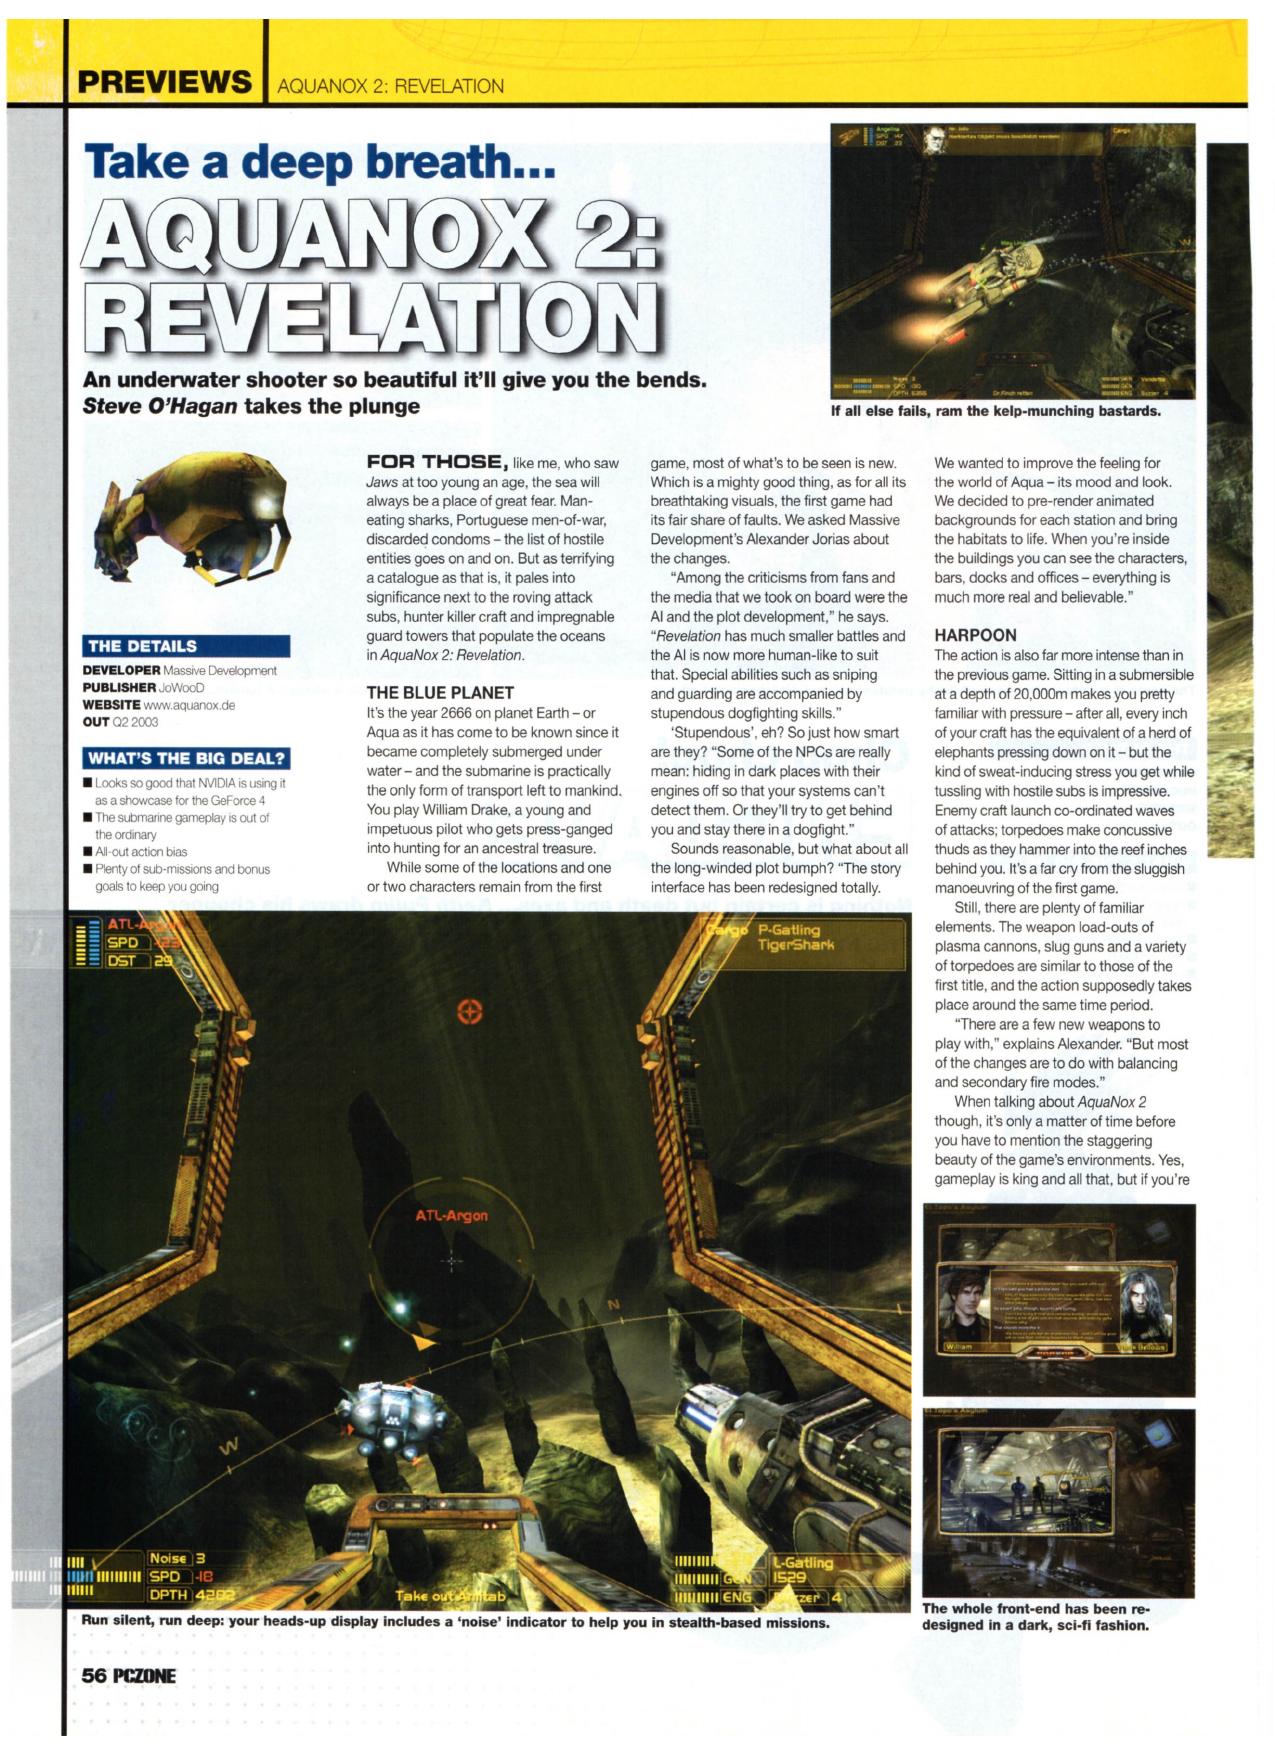 PREVIEWS
AQUANOX 2: REVELATION
Take a deep breath...
AQUANOX 2:
REVELATION
An underwater shooter so beautiful it'll give you the bends.
Steve O'Hagan takes the plunge
If all else fails, ram the kelp-munching bastards.
THE DETAILS
DEVELOPER Massive Development
PUBLISHER JoWooD
WEBSITE www.aquanox.de
OUT Q2 2003
WHAT'S THE BIG DEAL?
■ Looks so good that NVIDIA is using it
as a showcase for the GeForce 4
■ The submarine gameplay is out of
the ordinary
■ All-out action bias
■ Plenty of sub-missions and bonus
goals to keep you going
FOR THOSE, like me, who saw
Jaws at too young an age, the sea will
always be a place of great fear. Man-
eating sharks, Portuguese men-of-war,
discarded condoms – the list of hostile
entities goes on and on. But as terrifying
a catalogue as that is, it pales into
significance next to the roving attack
subs, hunter killer craft and impregnable
guard towers that populate the oceans
in AquaNox 2: Revelation.
THE BLUE PLANET
It's the year 2666 on planet Earth – or
Aqua as it has come to be known since it
became completely submerged under
water – and the submarine is practically
the only form of transport left to mankind.
You play William Drake, a young and
impetuous pilot who gets press-ganged
into hunting for an ancestral treasure.
While some of the locations and one
or two characters remain from the first
game, most of what's to be seen is new.
Which is a mighty good thing, as for all its
breathtaking visuals, the first game had
its fair share of faults. We asked Massive
Development's Alexander Jorias about
the changes.
"Among the criticisms from fans and
the media that we took on board were the
AI and the plot development," he says.
"Revelation has much smaller battles and
the AI is now more human-like to suit
that. Special abilities such as sniping
and guarding are accompanied by
stupendous dogfighting skills."
'Stupendous', eh? So just how smart
are they? "Some of the NPCs are really
mean: hiding in dark places with their
engines off so that your systems can't
detect them. Or they'll try to get behind
you and stay there in a dogfight."
Sounds reasonable, but what about all
the long-winded plot bumph? "The story
interface has been redesigned totally.
We wanted to improve the feeling for
the world of Aqua – its mood and look.
We decided to pre-render animated
backgrounds for each station and bring
the habitats to life. When you're inside
the buildings you can see the characters,
bars, docks and offices – everything is
much more real and believable."
HARPOON
The action is also far more intense than in
the previous game. Sitting in a submersible
at a depth of 20,000m makes you pretty
familiar with pressure – after all, every inch
of your craft has the equivalent of a herd of
elephants pressing down on it – but the
kind of sweat-inducing stress you get while
tussling with hostile subs is impressive.
Enemy craft launch co-ordinated waves
of attacks; torpedoes make concussive
thuds as they hammer into the reef inches
behind you. It's a far cry from the sluggish
manoeuvring of the first game.
Still, there are plenty of familiar
elements. The weapon load-outs of
plasma cannons, slug guns and a variety
of torpedoes are similar to those of the
first title, and the action supposedly takes
place around the same time period.
"There are a few new weapons to
play with," explains Alexander. "But most
of the changes are to do with balancing
and secondary fire modes."
When talking about AquaNox 2
though, it's only a matter of time before
you have to mention the staggering
beauty of the game's environments. Yes,
gameplay is king and all that, but if you're
ATL-Argon
SPD -23
DST 29
Cargo P-Gatling
TigerShark
ATL-Argon
N
W
Noise 3
SPD -18
DPTH 4282
Take out
GEN
ENG
L-Gatling
1529
4
Run silent, run deep: your heads-up display includes a 'noise' indicator to help you in stealth-based missions.
William
The whole front-end has been re-
designed in a dark, sci-fi fashion.
56 PCZONE